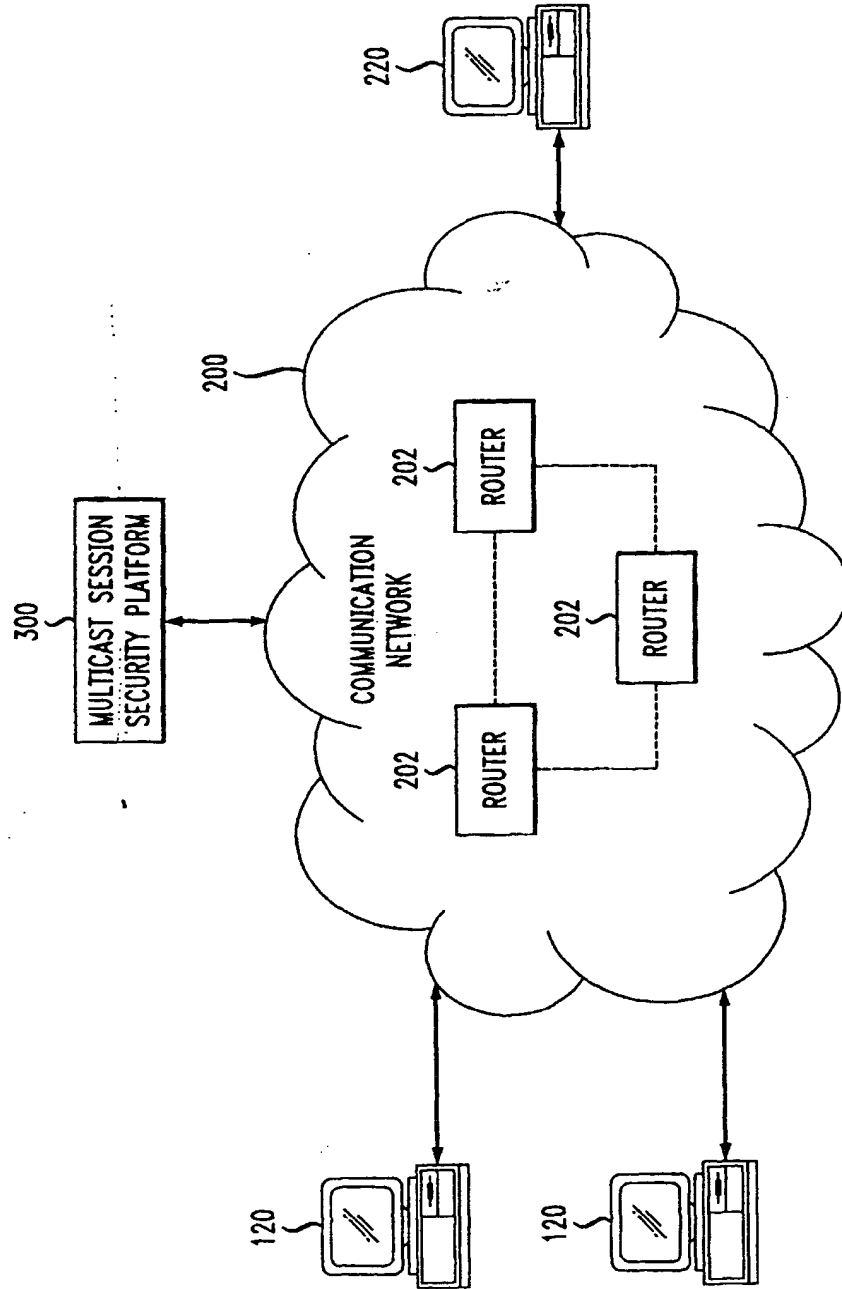 300
MULTICAST SESSION
SECURITY PLATFORM
200
COMMUNICATION
NETWORK
202
ROUTER
202
ROUTER
202
ROUTER
120
120
220